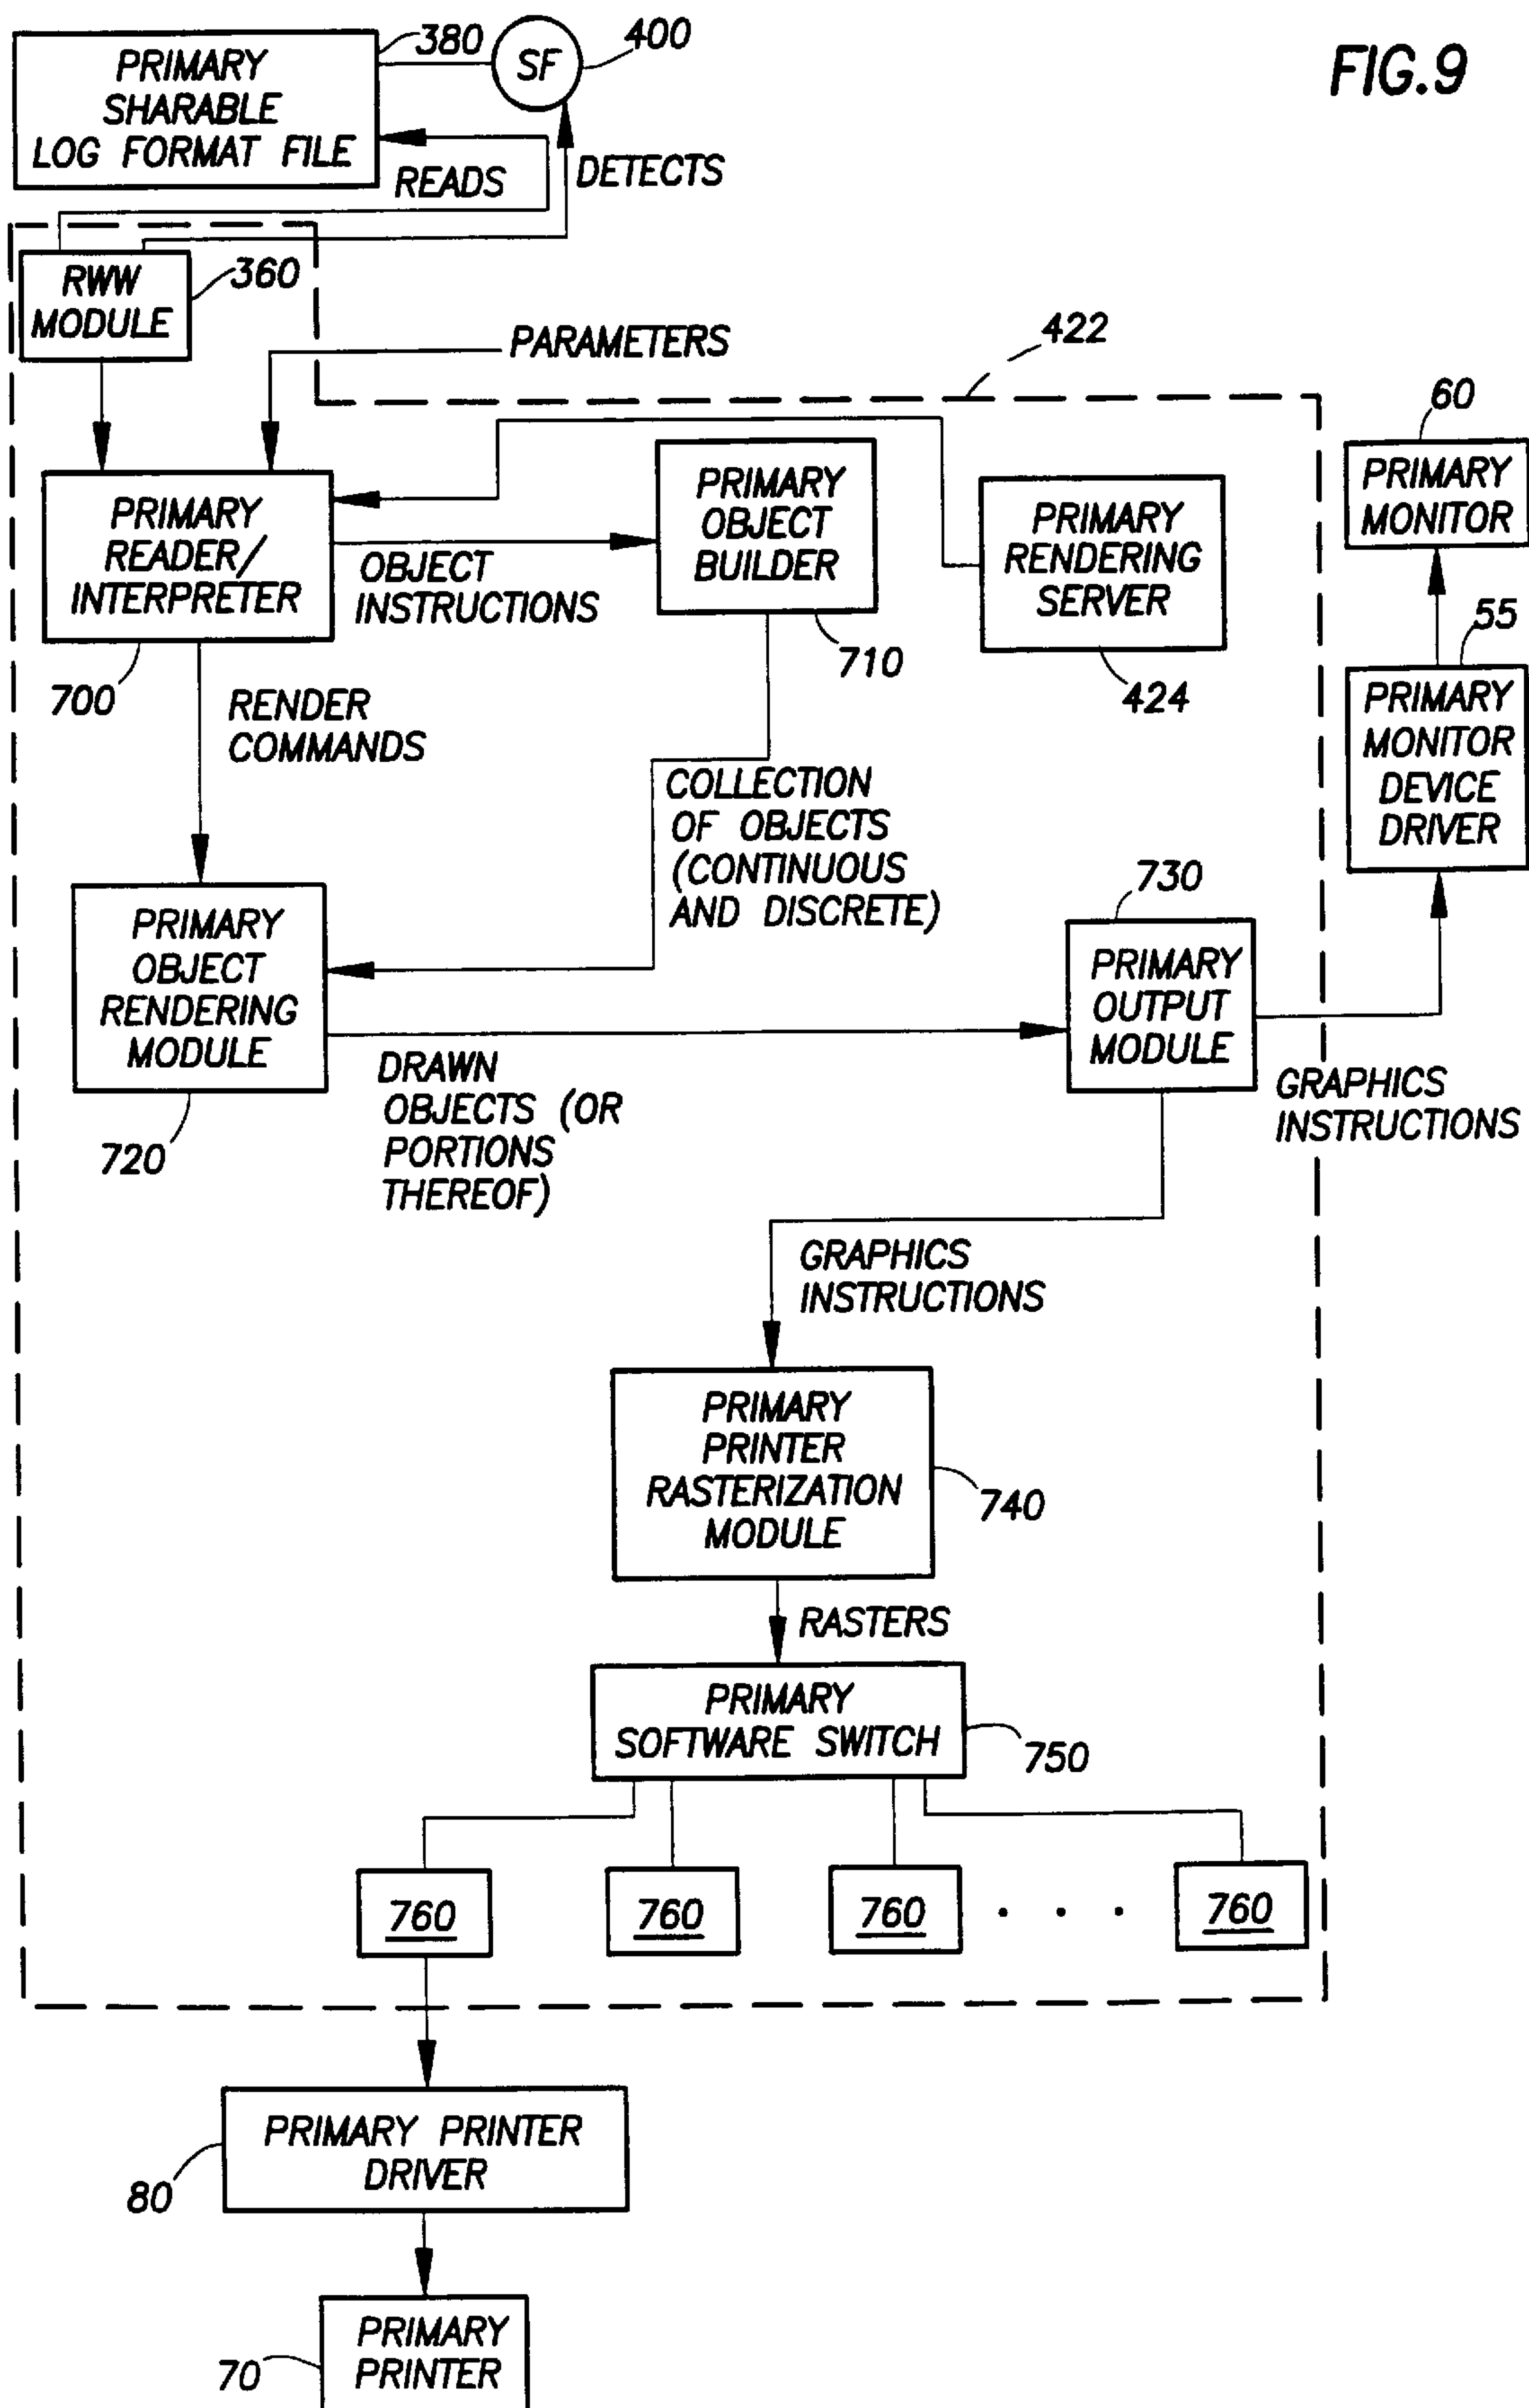 FIG.9
380
SF
400
PRIMARY
SHARABLE
LOG FORMAT FILE
READS
DETECTS
RWW
MODULE
360
PARAMETERS
422
60
PRIMARY
MONITOR
PRIMARY
READER/
INTERPRETER
700
OBJECT
INSTRUCTIONS
PRIMARY
OBJECT
BUILDER
710
PRIMARY
RENDERING
SERVER
424
55
PRIMARY
MONITOR
DEVICE
DRIVER
RENDER
COMMANDS
COLLECTION
OF OBJECTS
(CONTINUOUS
AND DISCRETE)
730
PRIMARY
OBJECT
RENDERING
MODULE
720
PRIMARY
OUTPUT
MODULE
DRAWN
OBJECTS (OR
PORTIONS
THEREOF)
GRAPHICS
INSTRUCTIONS
GRAPHICS
INSTRUCTIONS
PRIMARY
PRINTER
RASTERIZATION
MODULE
740
RASTERS
PRIMARY
SOFTWARE SWITCH
750
760
760
760
. . .
760
PRIMARY PRINTER
DRIVER
80
PRIMARY
PRINTER
70